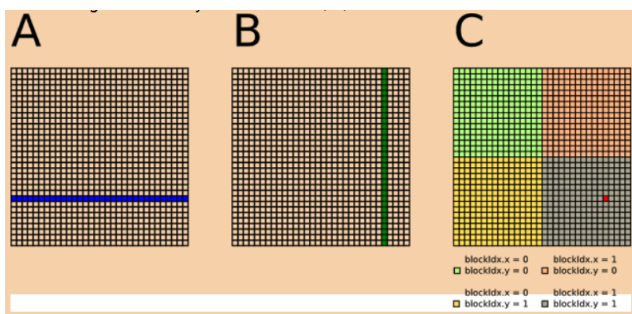 A B C
blockIdx.x = 0 blockIdx.x = 1
blockIdx.y = 0 blockIdx.y = 0
blockIdx.x = 0 blockIdx.x = 1
blockIdx.y = 1 blockIdx.y = 1